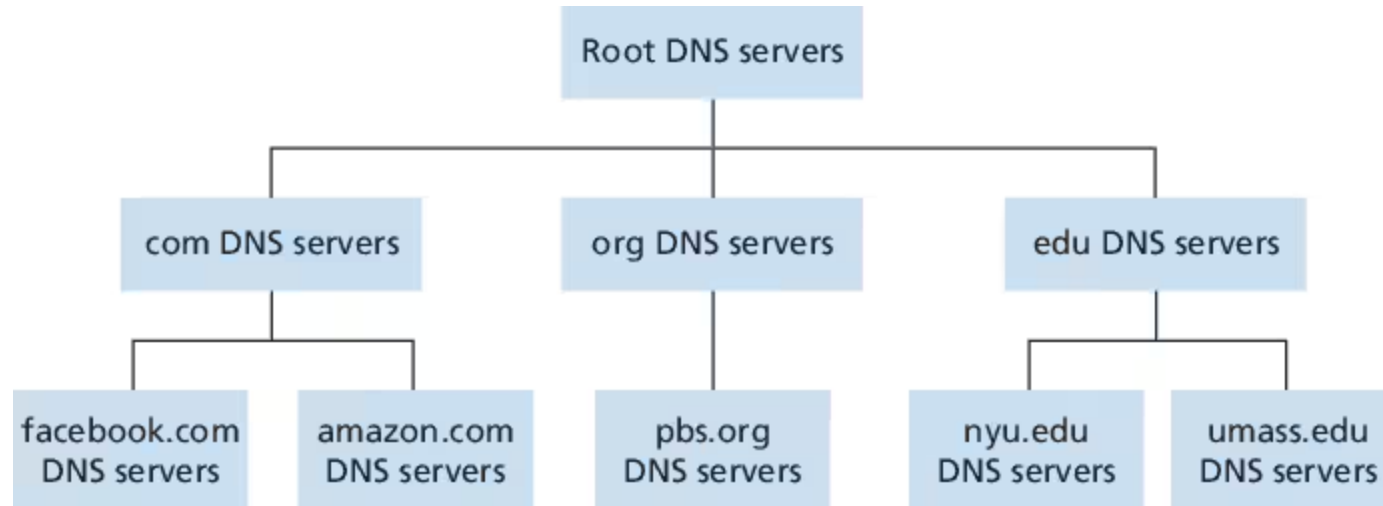 Root DNS servers
com DNS servers
org DNS servers
edu DNS servers
facebook.com
DNS servers
amazon.com
DNS servers
pbs.org
DNS servers
nyu.edu
DNS servers
umass.edu
DNS servers